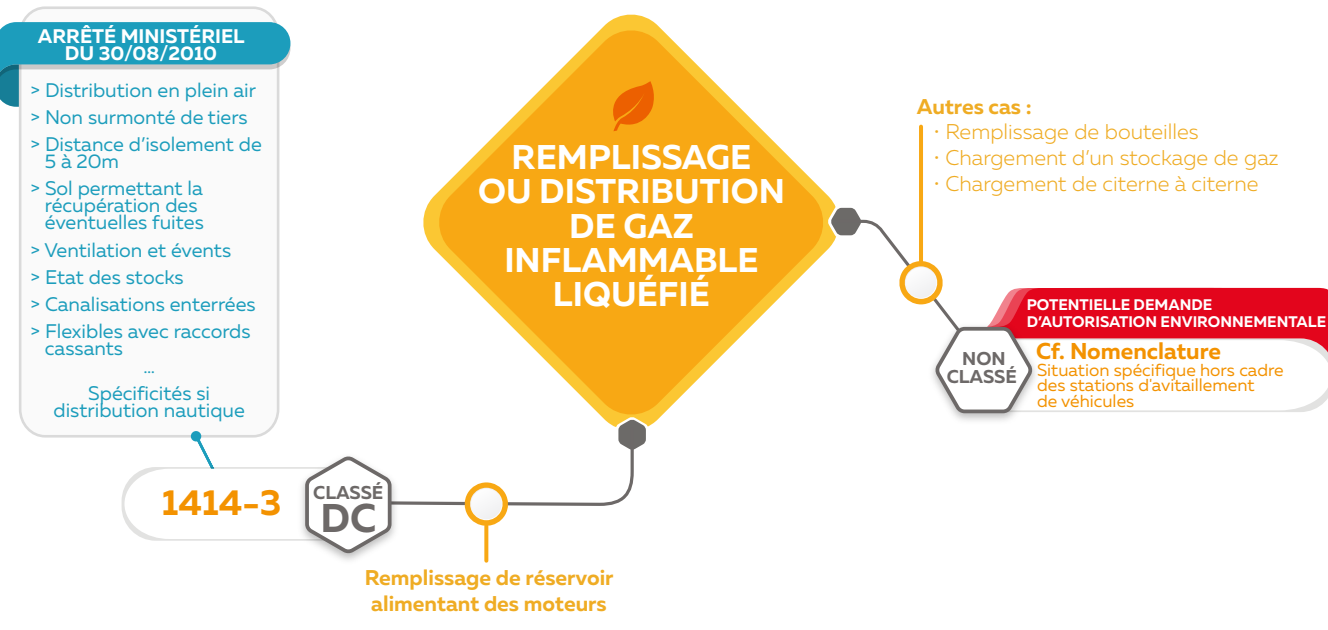 ARRÊTÉ MINISTÉRIEL
DU 30/08/2010
> Distribution en plein air
> Non surmonté de tiers
> Distance d'isolement de
5 à 20m
> Sol permettant la
récupération des
éventuelles fuites
> Ventilation et évents
> Etat des stocks
> Canalisations enterrées
> Flexibles avec raccords
cassants
...
Spécificités si
distribution nautique
1414-3
CLASSÉ
DC
Remplissage de réservoir
alimentant des moteurs
REMPLISSAGE
OU DISTRIBUTION
DE GAZ
INFLAMMABLE
LIQUÉFIÉ
Autres cas :
· Remplissage de bouteilles
· Chargement d'un stockage de gaz
· Chargement de citerne à citerne
POTENTIELLE DEMANDE
D'AUTORISATION ENVIRONNEMENTALE
NON
CLASSÉ
Cf. Nomenclature
Situation spécifique hors cadre
des stations d'avitaillement
de véhicules